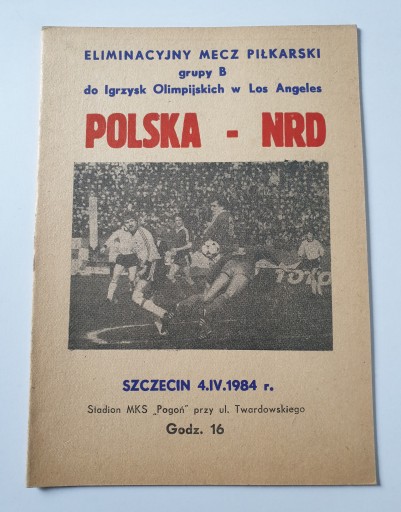 ELIMINACYJNY MECZ PIŁKARSKI
grupy B
do Igrzysk Olimpijskich w Los Angeles
POLSKA - NRD
SZCZECIN 4.IV.1984 r.
Stadion MKS „Pogoń" przy ul. Twardowskiego
Godz. 16